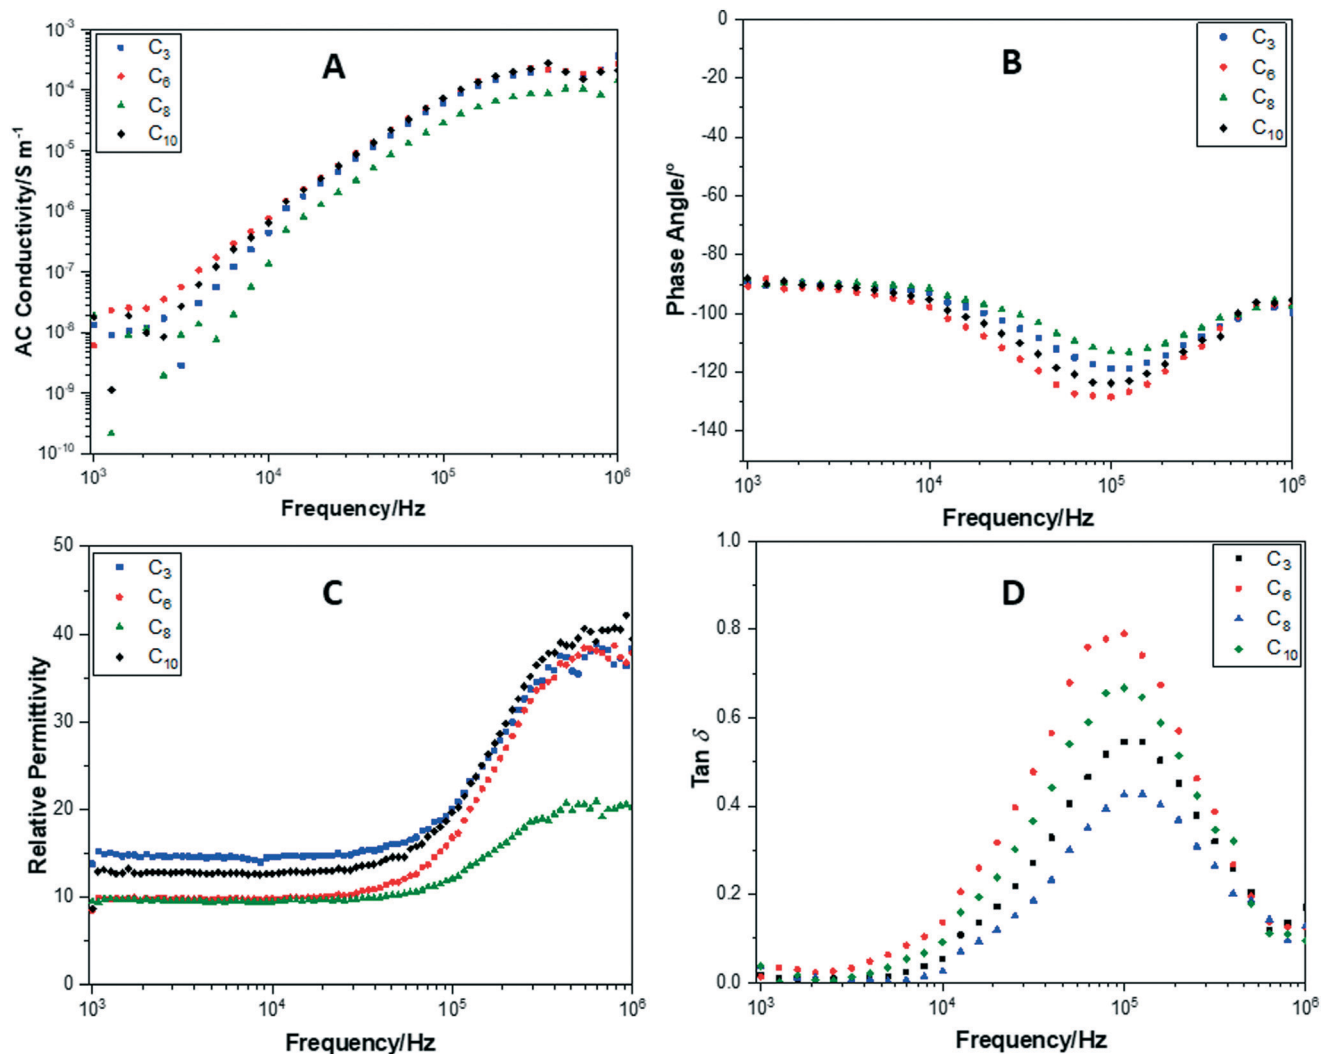 A
C₃
C₆
C₈
C₁₀
10⁻³
10⁻⁴
10⁻⁵
10⁻⁶
10⁻⁷
10⁻⁸
10⁻⁹
10⁻¹⁰
AC Conductivity/S m⁻¹
10³
10⁴
10⁵
10⁶
Frequency/Hz
B
C₃
C₆
C₈
C₁₀
0
-20
-40
-60
-80
-100
-120
-140
Phase Angle/º
10³
10⁴
10⁵
10⁶
Frequency/Hz
C
C₃
C₆
C₈
C₁₀
50
40
30
20
10
0
Relative Permittivity
10³
10⁴
10⁵
10⁶
Frequency/Hz
D
C₃
C₆
C₈
C₁₀
1.0
0.8
0.6
0.4
0.2
0.0
Tan δ
10³
10⁴
10⁵
10⁶
Frequency/Hz